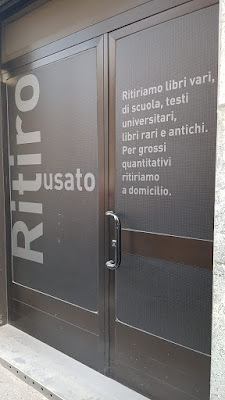 Ritiro
usato
Ritiriamo libri vari,
di scuola, testi
universitari,
libri rari e antichi.
Per grossi
quantitativi
ritiriamo
a domicilio.